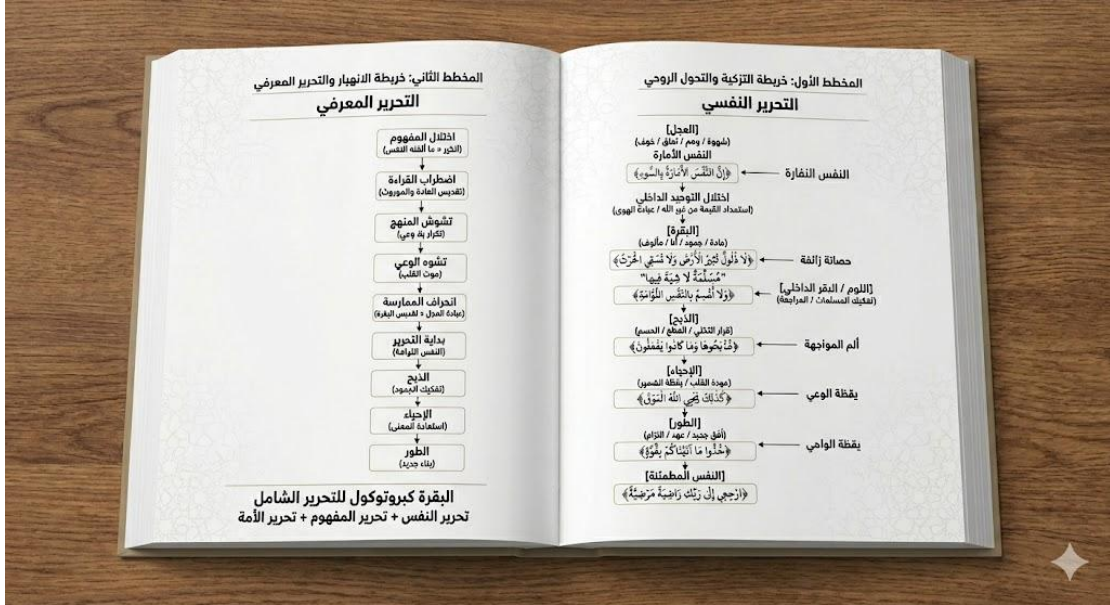 المخطط الأول: خريطة التزكية والتحول الروحي
التحرير النفسي
[العجل]
(شهوة / وهم / تعلق / خوف)
النفس الأمارة
﴿إِنَّ النَّفْسَ لَأَمَّارَةٌ بِالسُّوءِ﴾
النفس النفارة
اختلال التوحيد الداخلي
(استمداد القيمة من غير الله / عبادة الهوى)
[البقرة]
(مادة / جمود / أنا / مألوف)
﴿لَا ذَلُولٌ تُثِيرُ الْأَرْضَ وَلَا تَسْقِي الْحَرْثَ﴾
حصانة زائفة
"مُسَلَّمَةٌ لَا شِيَةَ فِيهَا"
﴿وَلَا أُقْسِمُ بِالنَّفْسِ اللَّوَّامَةِ﴾
[اللوم / البقر الداخلي]
(تفكيك المسلمات / المراجعة)
[الذبح]
(قرار التخلي / القطع / الحسم)
وَمَا كَادُوا يَفْعَلُونَ﴾
ألم المواجهة
[الإحياء]
(عودة القلب / يقظة الضمير)
﴿كَذَلِكَ يُحْيِي اللَّهُ الْمَوْتَى﴾
يقظة الوعي
[الطور]
(أفق جديد / عهد / التزام)
﴿خُذُوا مَا آتَيْنَاكُمْ بِقُوَّةٍ﴾
يقظة
[النفس المطمئنة]
﴿ارْجِعِي إِلَى رَبِّكِ رَاضِيَةً مَرْضِيَّةً﴾
المخطط الثاني: خريطة الانهيار والتحرير المعرفي
التحرير المعرفي
اختلال المفهوم
ما ألفته النفس)
اضطراب القراءة
(تقديس العادة والموروث)
تشوش المنهج
(تكرار بلا وعي)
تشوه الوعي
(موت القلب)
انحراف الممارسة
(عبادة العجل = تقديس البقرة)
بداية التحرير
(النفس اللوامة)
الذبح
(تفكيك الجمود)
الإحياء
(استعادة المعنى)
الطور
(بناء جديد)
البقرة كبروتوكول للتحرير الشامل
تحرير النفس + تحرير المفهوم + تحرير الأمة